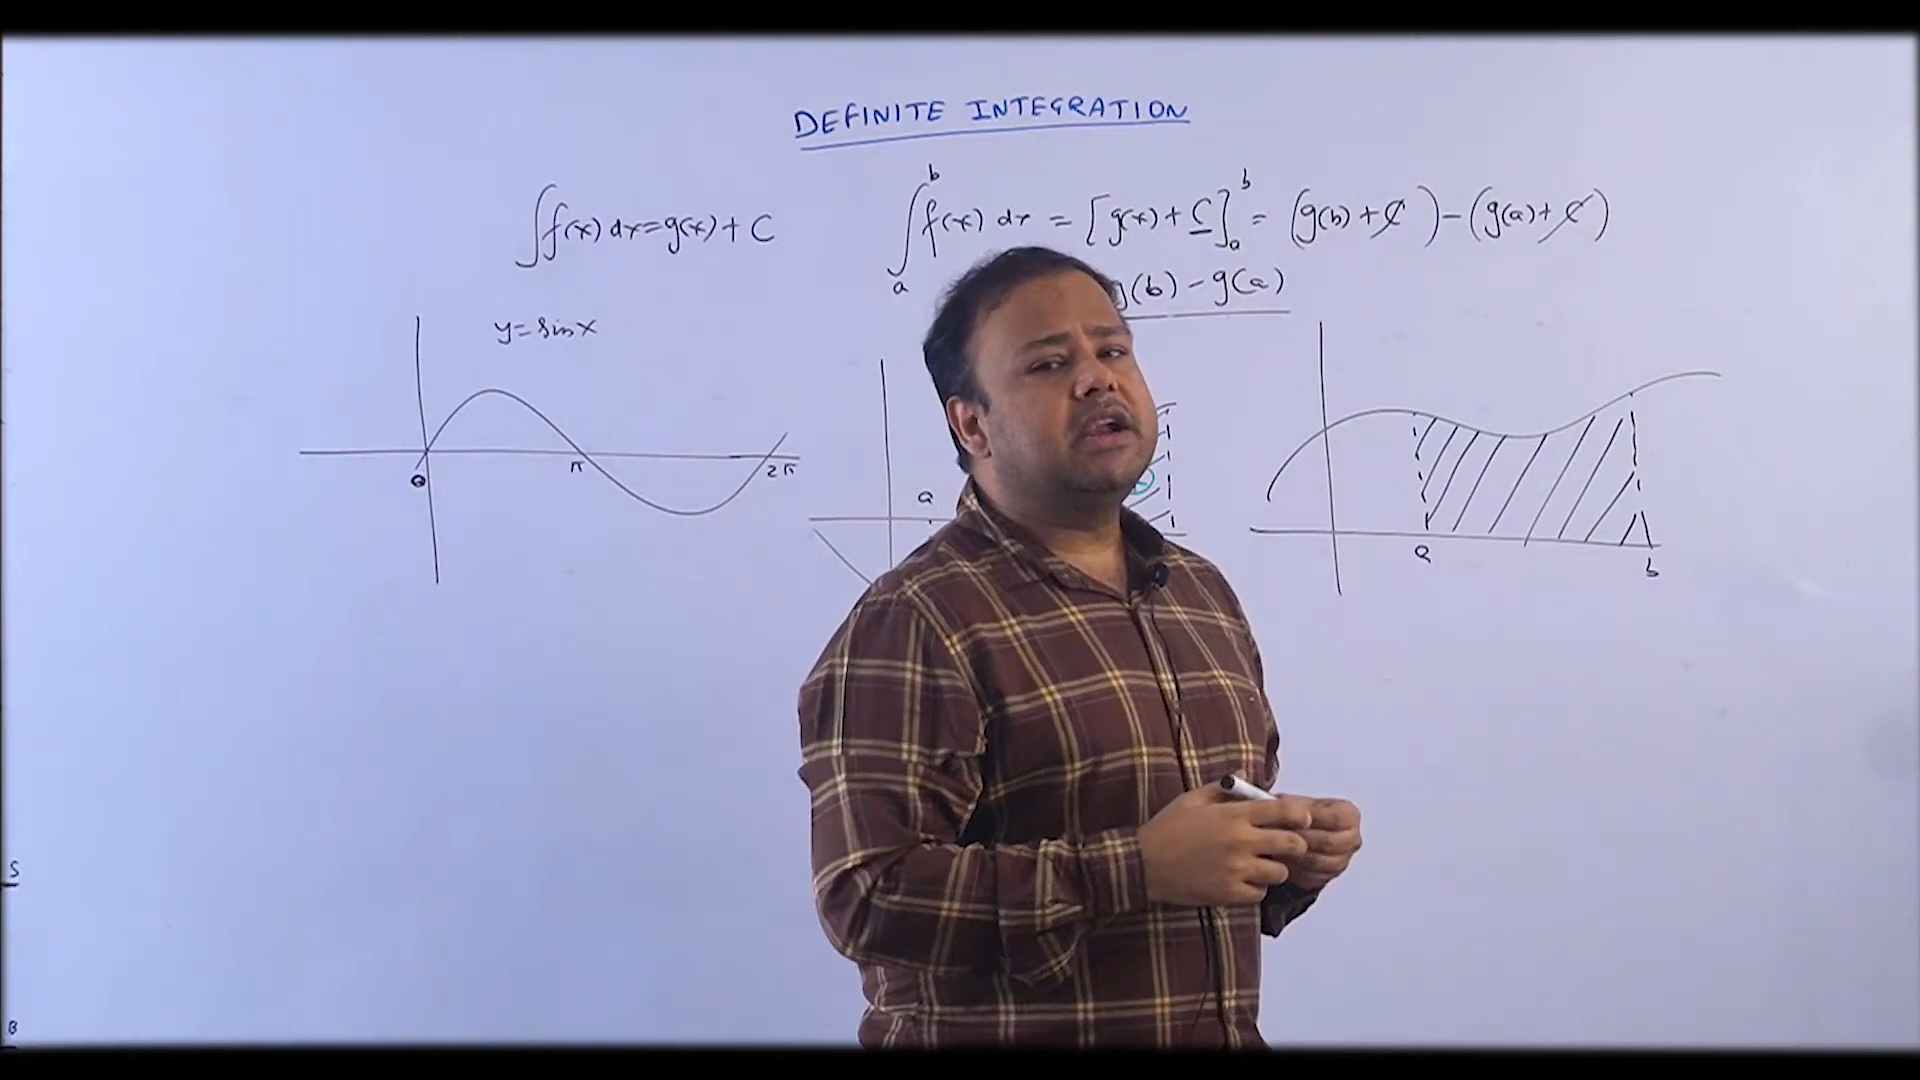 DEFINITE INTEGRATION
∫f(x) dx = g(x) + C
∫ₐᵇ f(x) dx = [g(x) + C]ₐᵇ = (g(b) + C) − (g(a) + C)
g(b) − g(a)
y = sin x
0 π 2π
a
a b
S
B